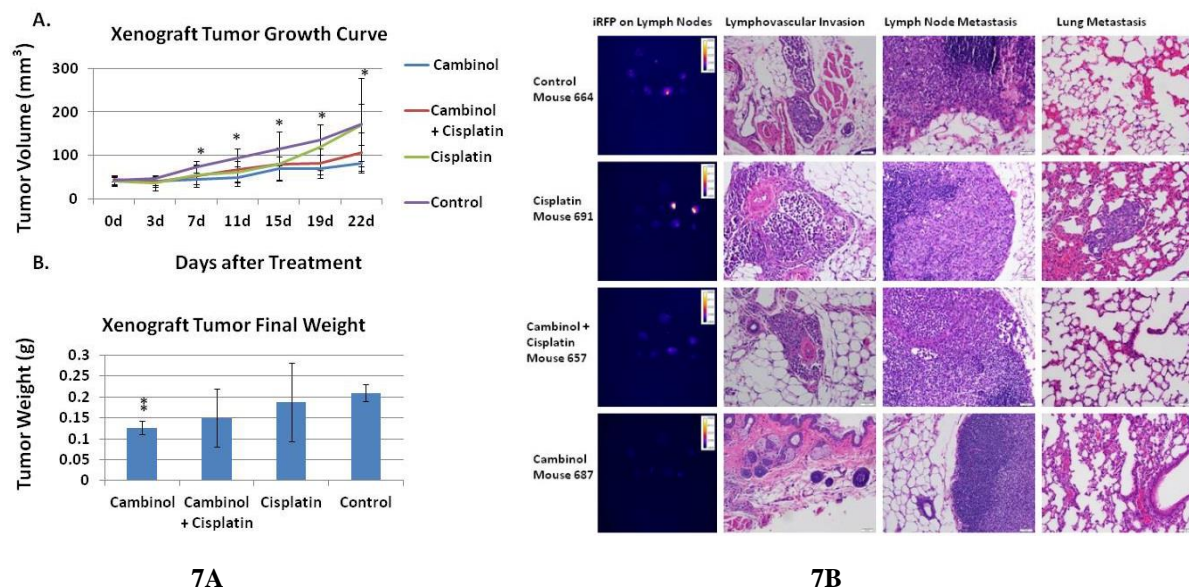 A.
Xenograft Tumor Growth Curve
Tumor Volume (mm³)
300
200
100
0
* * * * * *
0d 3d 7d 11d 15d 19d 22d
Cambinol
Cambinol
+ Cisplatin
Cisplatin
Control
Days after Treatment
B.
Xenograft Tumor Final Weight
Tumor Weight (g)
0.3
0.25
0.2
0.15
0.1
0.05
0
**
Cambinol
Cambinol
+ Cisplatin
Cisplatin
Control
7A
iRFP on Lymph Nodes
Lymphovascular Invasion
Lymph Node Metastasis
Lung Metastasis
Control
Mouse 664
Cisplatin
Mouse 691
Cambinol +
Cisplatin
Mouse 657
Cambinol
Mouse 687
7B